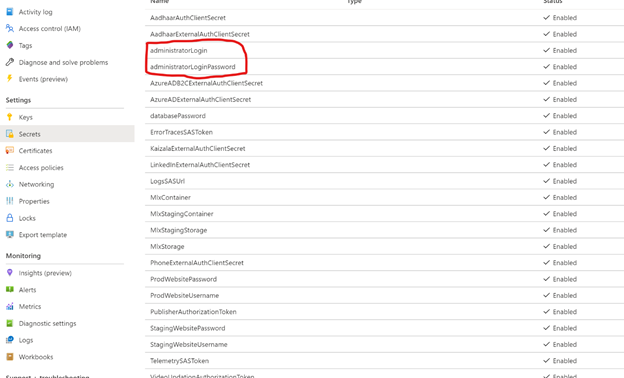 Name Type Status
Activity log
Access control (IAM)
Tags
Diagnose and solve problems
Events (preview)
Settings
Keys
Secrets
Certificates
Access policies
Networking
Properties
Locks
Export template
Monitoring
Insights (preview)
Alerts
Metrics
Diagnostic settings
Logs
Workbooks
Support + troubleshooting
AadhaarAuthClientSecret Enabled
AadhaarExternalAuthClientSecret Enabled
administratorLogin Enabled
administratorLoginPassword Enabled
AzureADB2CExternalAuthClientSecret Enabled
AzureADExternalAuthClientSecret Enabled
databasePassword Enabled
ErrorTracesSASToken Enabled
KaizalaExternalAuthClientSecret Enabled
LinkedInExternalAuthClientSecret Enabled
LogsSASUrl Enabled
MlxContainer Enabled
MlxStagingContainer Enabled
MlxStagingStorage Enabled
MlxStorage Enabled
PhoneExternalAuthClientSecret Enabled
ProdWebsitePassword Enabled
ProdWebsiteUsername Enabled
PublisherAuthorizationToken Enabled
StagingWebsitePassword Enabled
StagingWebsiteUsername Enabled
TelemetrySASToken Enabled
VideoUpdationAuthorizationToken Enabled